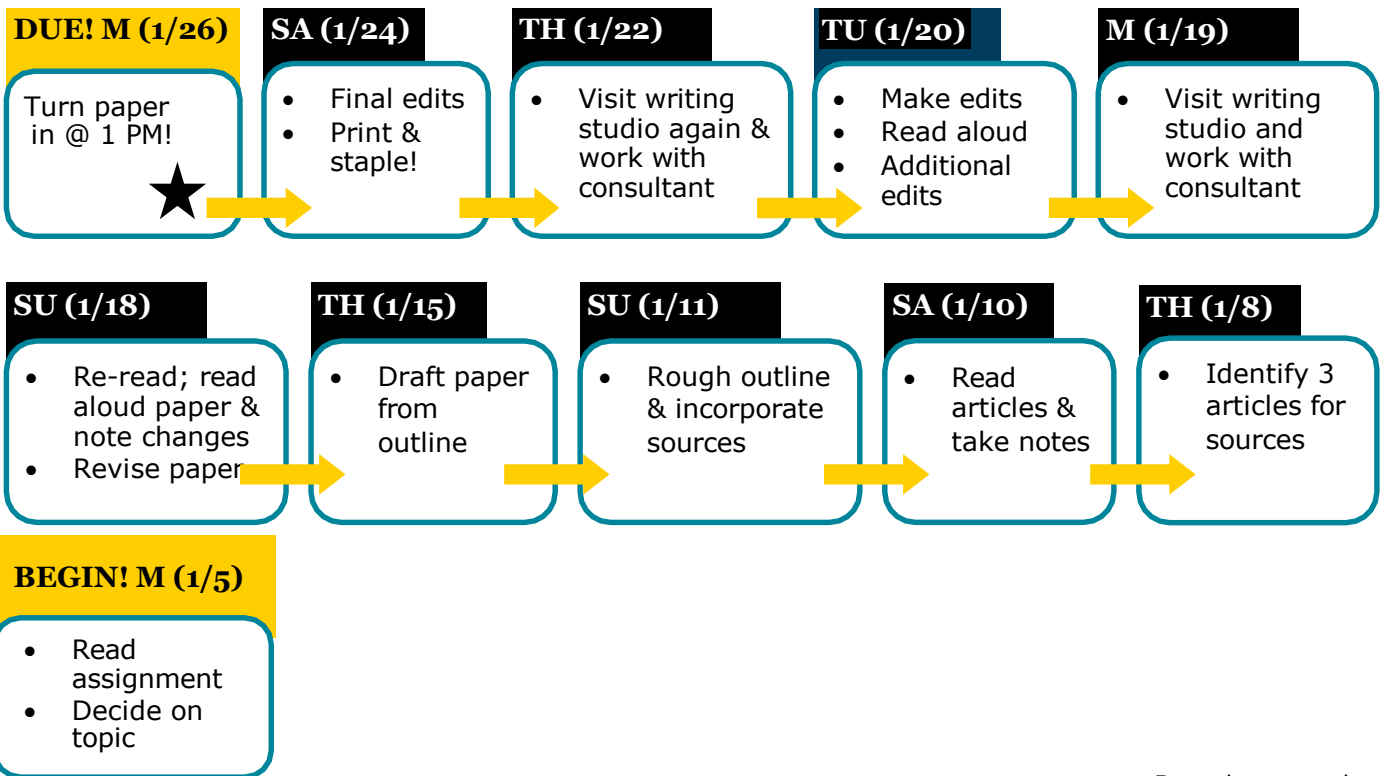 DUE! M (1/26)
Turn paper
in @ 1 PM!
SA (1/24)
• Final edits
• Print &
staple!
TH (1/22)
• Visit writing
studio again &
work with
consultant
TU (1/20)
• Make edits
• Read aloud
• Additional
edits
M (1/19)
• Visit writing
studio and
work with
consultant
SU (1/18)
• Re-read; read
aloud paper &
note changes
• Revise paper
TH (1/15)
• Draft paper
from
outline
SU (1/11)
• Rough outline
& incorporate
sources
SA (1/10)
• Read
articles &
take notes
TH (1/8)
• Identify 3
articles for
sources
BEGIN! M (1/5)
• Read
assignment
• Decide on
topic